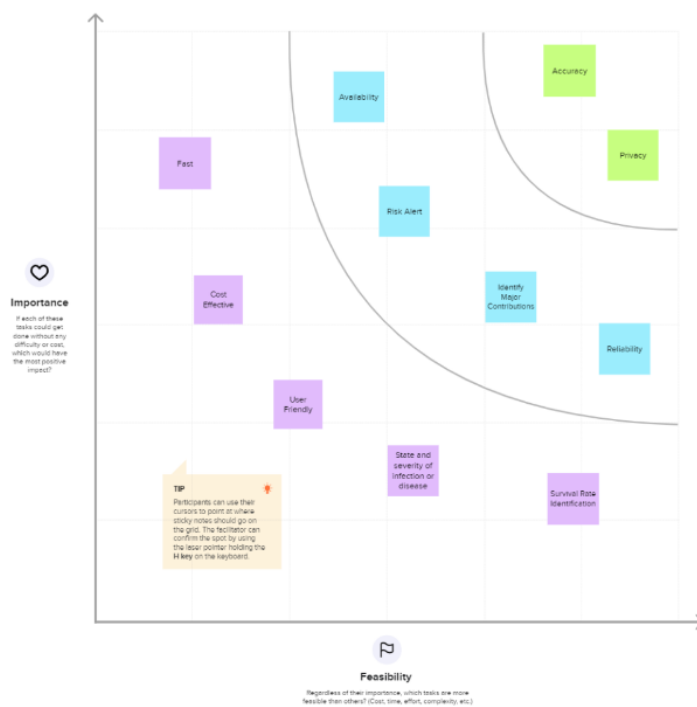 Accuracy
Availability
Privacy
Fast
Risk Alert
Identify
Major
Contributions
Cost
Effective
Importance
If each of these
tasks could get
done without any
difficulty or cost,
which would have
the most positive
impact?
Reliability
User
Friendly
State and
severity of
infection or
disease
Survival Rate
Identification
TIP
Participants can use their
cursors to point at where
sticky notes should go on
the grid. The facilitator can
confirm the spot by using
the laser pointer holding the
H key on the keyboard.
Feasibility
Regardless of their importance, which tasks are more
feasible than others? (Cost, time, effort, complexity, etc.)